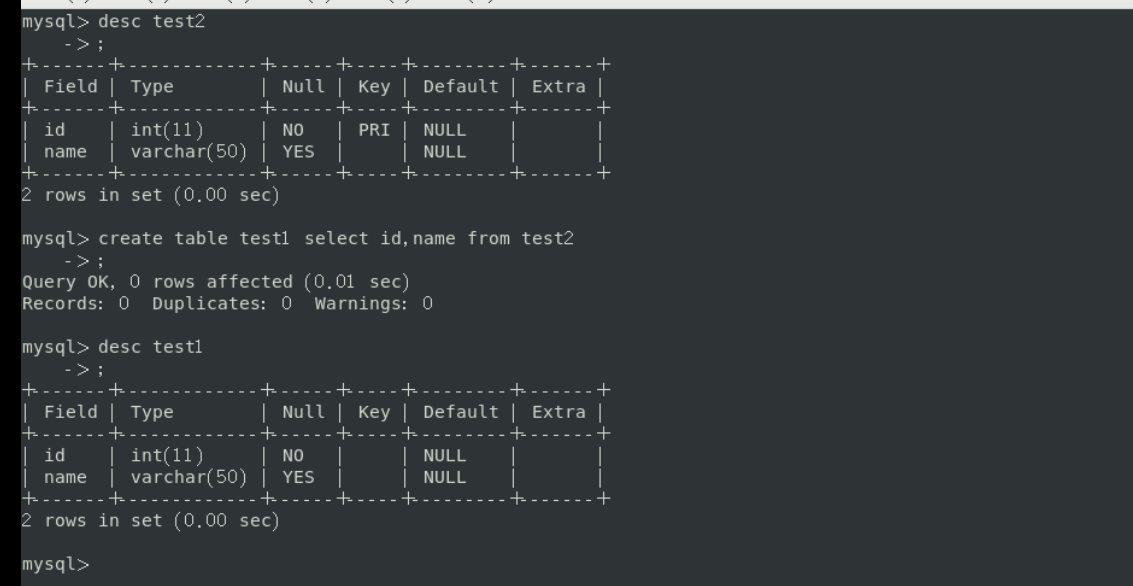 mysql> desc test2
    ->;
+-------+-------------+------+-----+---------+-------+
| Field | Type        | Null | Key | Default | Extra |
+-------+-------------+------+-----+---------+-------+
| id    | int(11)     | NO   | PRI | NULL    |       |
| name  | varchar(50) | YES  |     | NULL    |       |
+-------+-------------+------+-----+---------+-------+
2 rows in set (0.00 sec)
mysql> create table test1 select id,name from test2
    ->;
Query OK, 0 rows affected (0.01 sec)
Records: 0  Duplicates: 0  Warnings: 0
mysql> desc test1
    ->;
+-------+-------------+------+-----+---------+-------+
| Field | Type        | Null | Key | Default | Extra |
+-------+-------------+------+-----+---------+-------+
| id    | int(11)     | NO   |     | NULL    |       |
| name  | varchar(50) | YES  |     | NULL    |       |
+-------+-------------+------+-----+---------+-------+
2 rows in set (0.00 sec)
mysql>